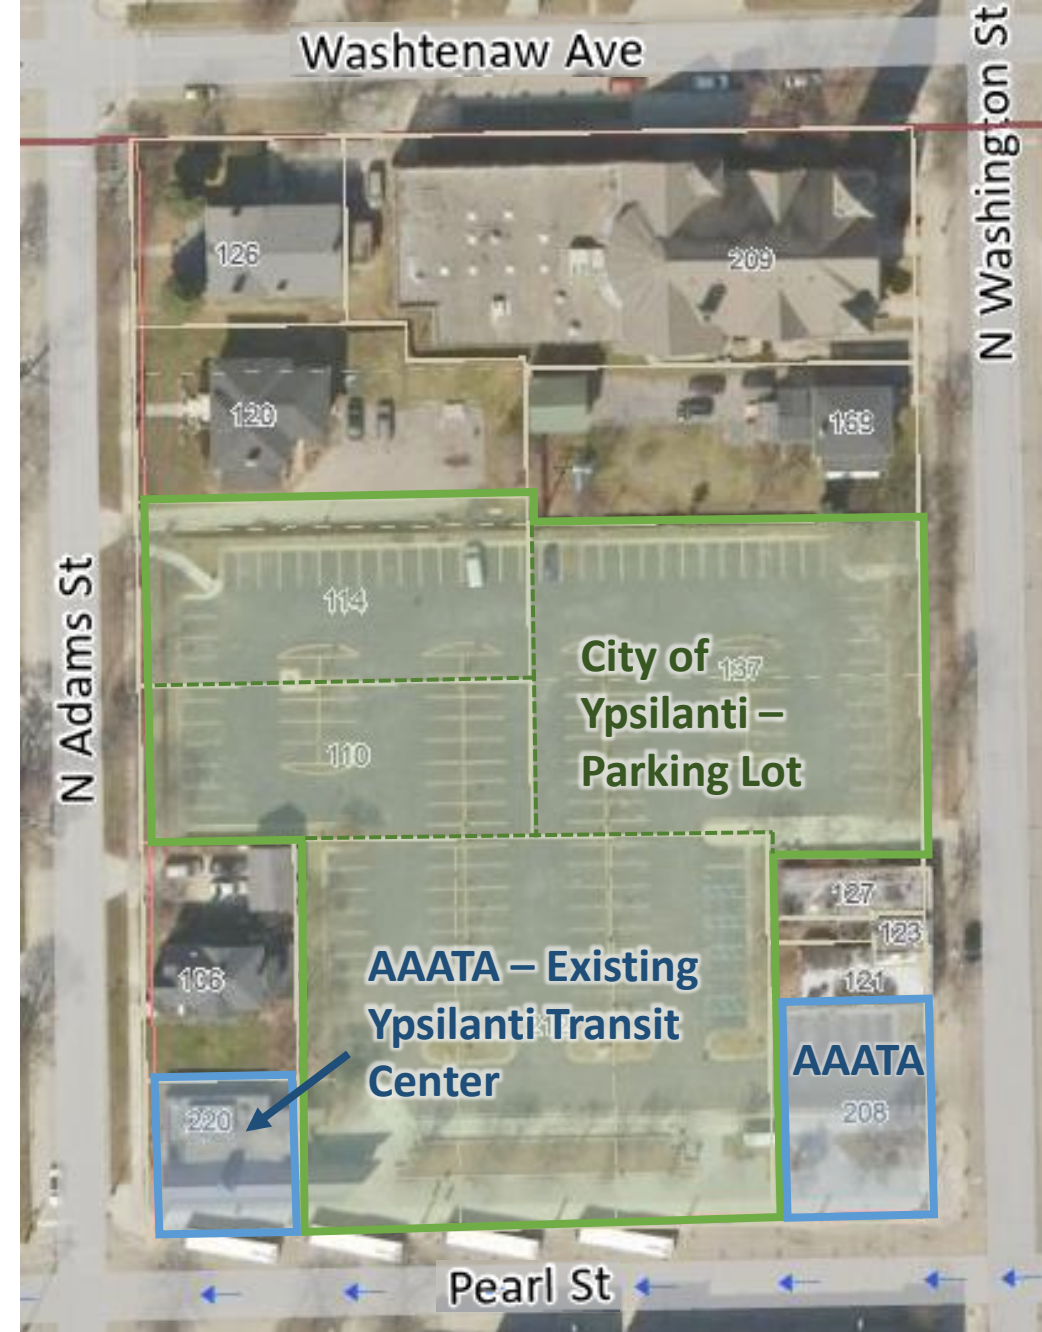 Washtenaw Ave
N Washington St
126
209
120
169
N Adams St
114
City of
Ypsilanti –
Parking Lot
137
110
127
123
106
121
AAATA – Existing
Ypsilanti Transit
Center
AAATA
220
208
Pearl St